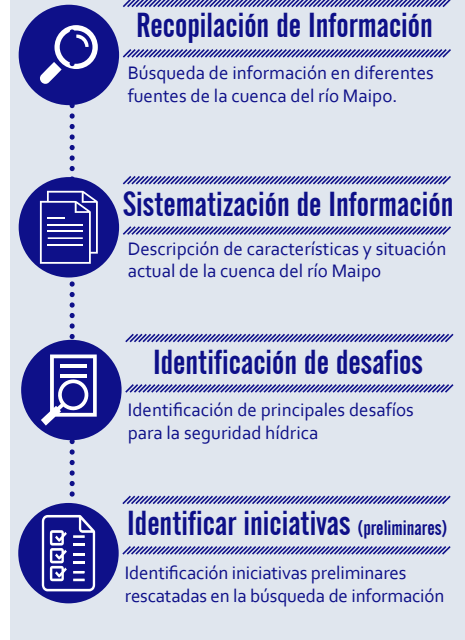 Recopilación de Información
Búsqueda de información en diferentes
fuentes de la cuenca del río Maipo.
Sistematización de Información
Descripción de características y situación
actual de la cuenca del río Maipo
Identificación de desafios
Identificación de principales desafíos
para la seguridad hídrica
Identificar iniciativas (preliminares)
Identificación iniciativas preliminares
rescatadas en la búsqueda de información